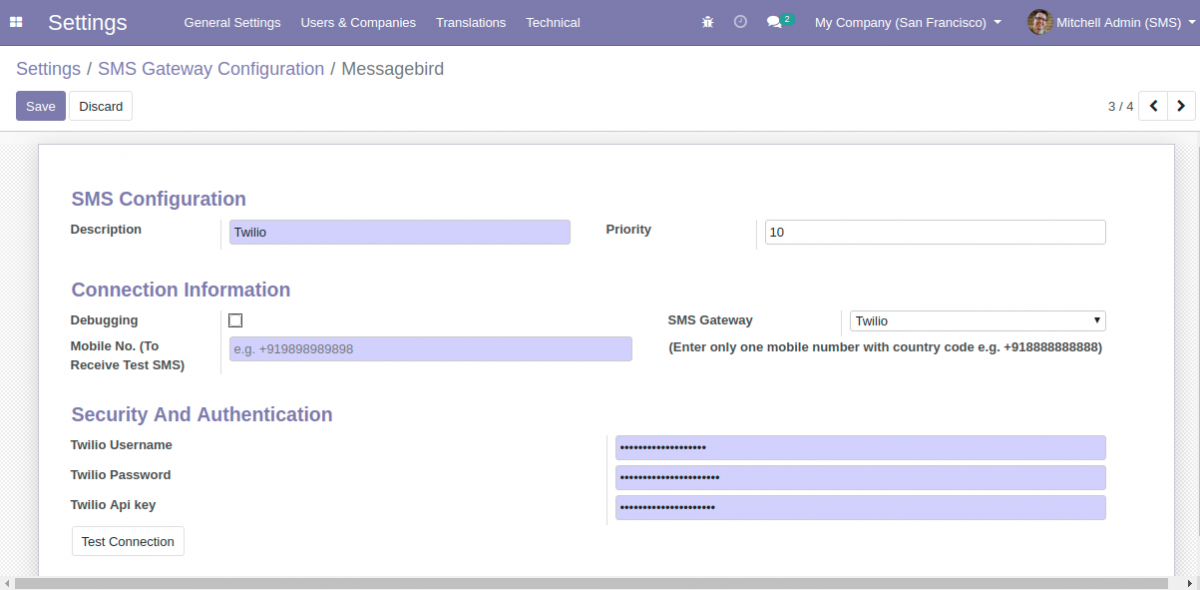 Settings General Settings Users & Companies Translations Technical 2 My Company (San Francisco) Mitchell Admin (SMS)
Settings / SMS Gateway Configuration / Messagebird
Save Discard 3 / 4
SMS Configuration
Description Twilio Priority 10
Connection Information
Debugging SMS Gateway Twilio
Mobile No. (To
Receive Test SMS) e.g. +919898989898 (Enter only one mobile number with country code e.g. +918888888888)
Security And Authentication
Twilio Username •••••••••••••••••••
Twilio Password ••••••••••••••••••••••
Twilio Api key •••••••••••••••••••••
Test Connection